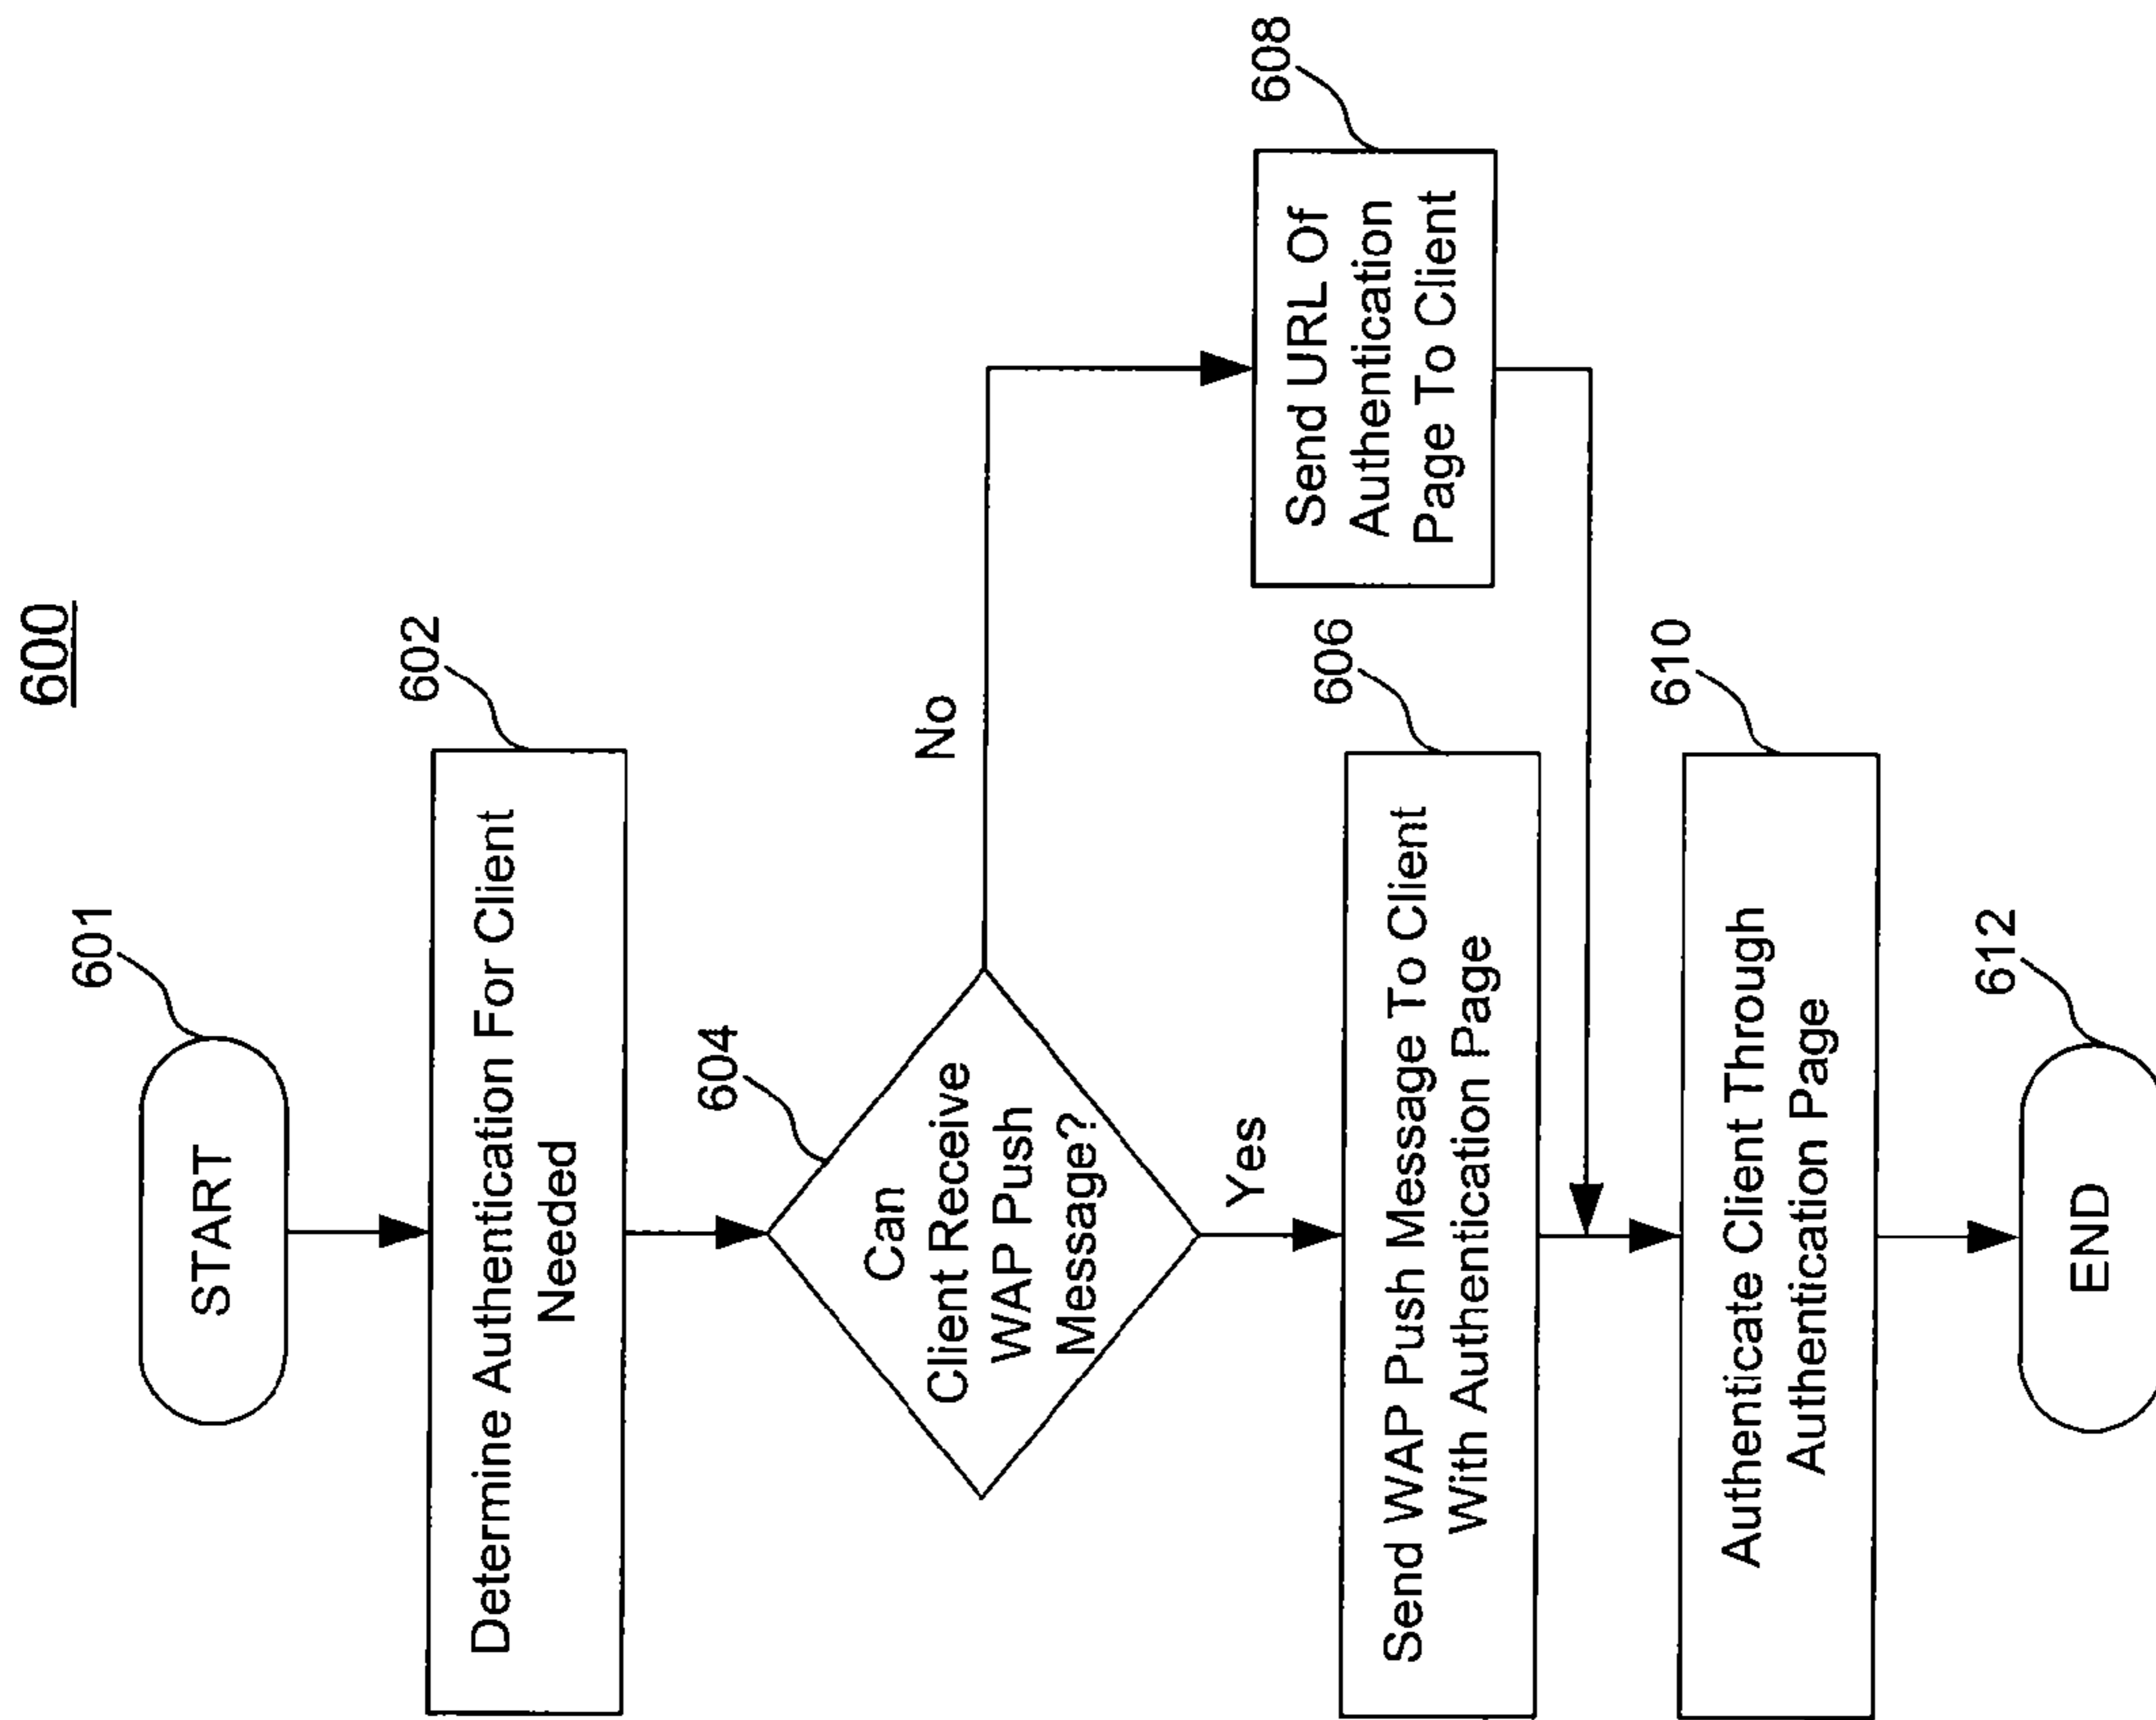 600
601
START
602
Determine Authentication For Client
Needed
604
Can
Client Receive
WAP Push
Message?
No
Yes
608
Send URL Of
Authentication
Page To Client
606
Send WAP Push Message To Client
With Authentication Page
610
Authenticate Client Through
Authentication Page
612
END